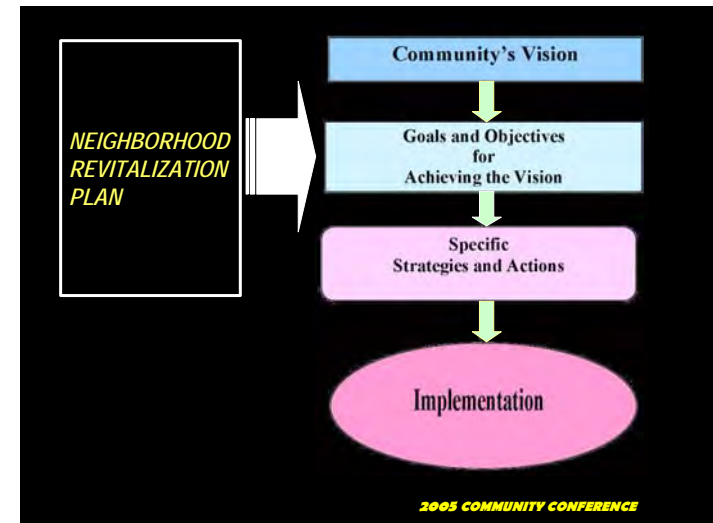 NEIGHBORHOOD
REVITALIZATION
PLAN
Community's Vision
Goals and Objectives
for
Achieving the Vision
Specific
Strategies and Actions
Implementation
2005 COMMUNITY CONFERENCE